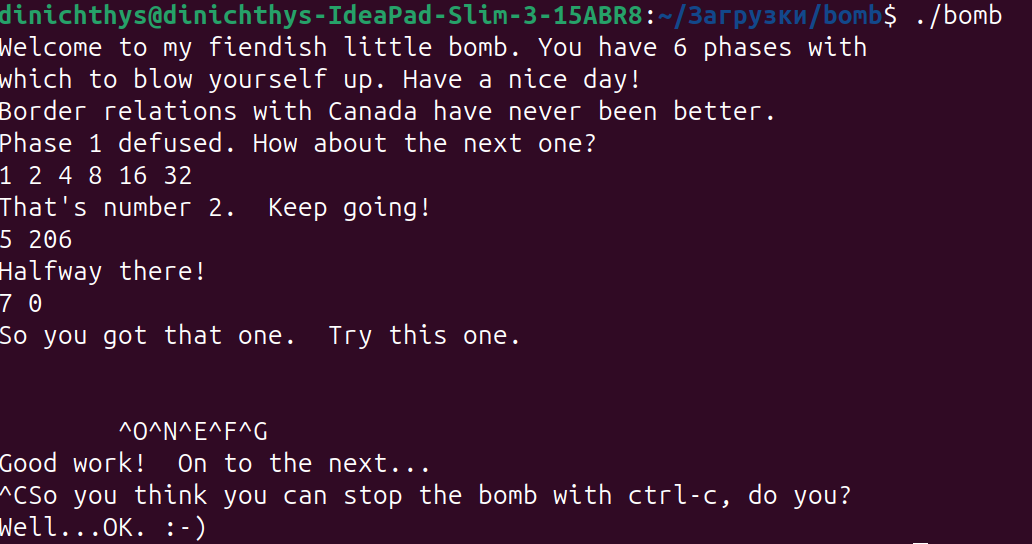 dinichthys@dinichthys-IdeaPad-Slim-3-15ABR8:~/Загрузки/bomb$ ./bomb
Welcome to my fiendish little bomb. You have 6 phases with
which to blow yourself up. Have a nice day!
Border relations with Canada have never been better.
Phase 1 defused. How about the next one?
1 2 4 8 16 32
That's number 2.  Keep going!
5 206
Halfway there!
7 0
So you got that one.  Try this one.
^O^N^E^F^G
Good work!  On to the next...
^CSo you think you can stop the bomb with ctrl-c, do you?
Well...OK. :-)